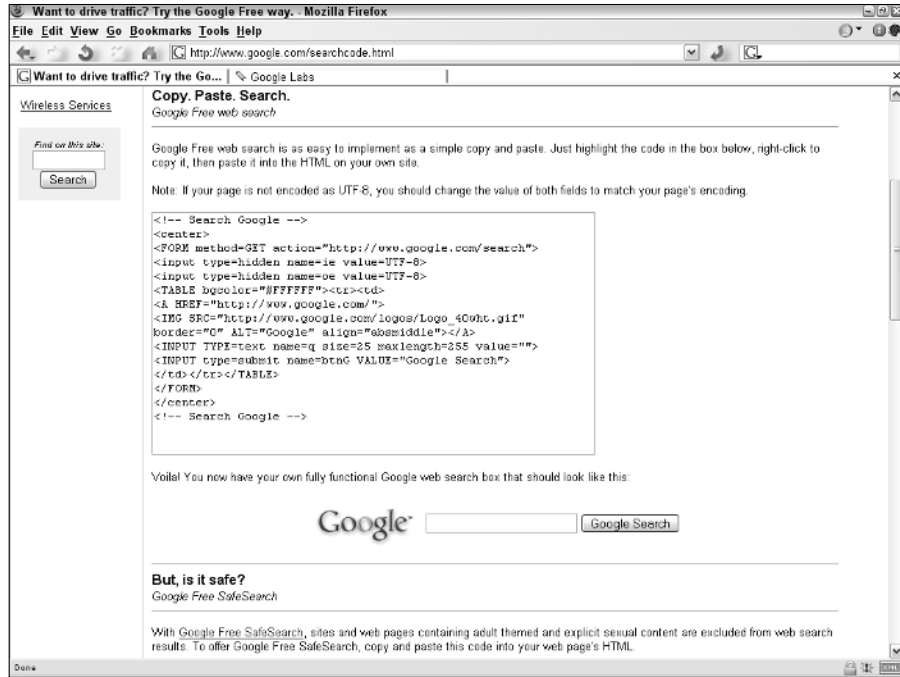 Want to drive traffic? Try the Google Free way. - Mozilla Firefox
File Edit View Go Bookmarks Tools Help
http://www.google.com/searchcode.html
Want to drive traffic? Try the Go...
Google Labs
Wireless Services
Find on this site:
Search
Copy. Paste. Search.
Google Free web search
Google Free web search is as easy to implement as a simple copy and paste. Just highlight the code in the box below, right-click to
copy it, then paste it into the HTML on your own site.
Note: If your page is not encoded as UTF-8, you should change the value of both fields to match your page's encoding.
<!-- Search Google -->
<center>
<FORM method=GET action="http://www.google.com/search">
<input type=hidden name=ie value=UTF-8>
<input type=hidden name=oe value=UTF-8>
<TABLE bgcolor="#FFFFFF"><tr><td>
<A HREF="http://www.google.com/">
<IMG SRC="http://www.google.com/logos/Logo_40wht.gif"
border="0" ALT="Google" align="absmiddle"></A>
<INPUT TYPE=text name=q size=25 maxlength=255 value="">
<INPUT type=submit name=btnG VALUE="Google Search">
</td></tr></TABLE>
</FORM>
</center>
<!-- Search Google -->
Voila! You now have your own fully functional Google web search box that should look like this:
Google™
Google Search
But, is it safe?
Google Free SafeSearch
With Google Free SafeSearch, sites and web pages containing adult themed and explicit sexual content are excluded from web search
results. To offer Google Free SafeSearch, copy and paste this code into your web page's HTML.
Done